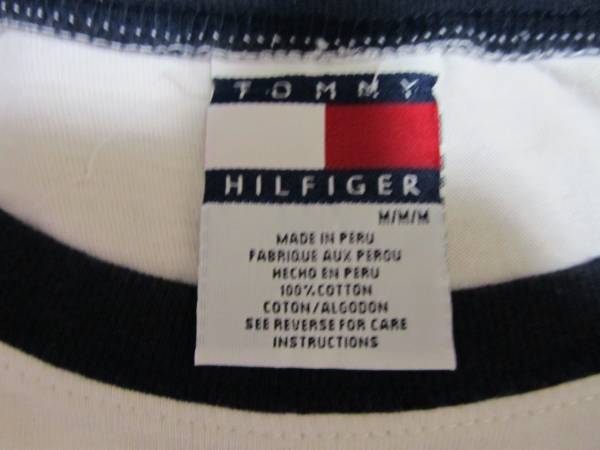 TOMMY
HILFIGER
M/M/M
MADE IN PERU
FABRIQUE AUX PEROU
HECHO EN PERU
100% COTTON
COTON/ALGODON
SEE REVERSE FOR CARE
INSTRUCTIONS